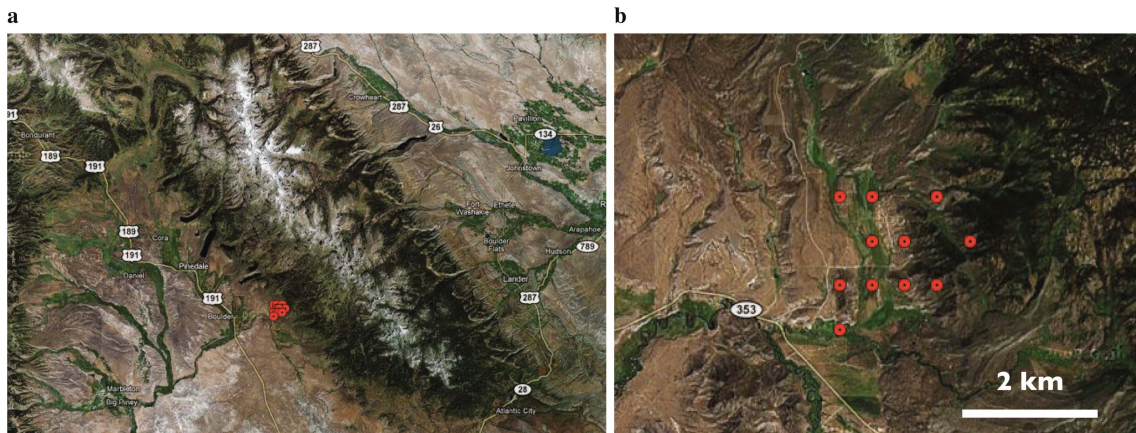 a
b
287
Crowheart
287
26
Pavillion
134
Johnstown
191
Bondurant
189
191
Fort
Washakie
Ethete
R
Arapahoe
Boulder
Flats
Hudson
789
189
Cora
191
Pinedale
Daniel
Lander
191
287
Boulder
Marbleton
Big Piney
28
Atlantic City
353
2 km